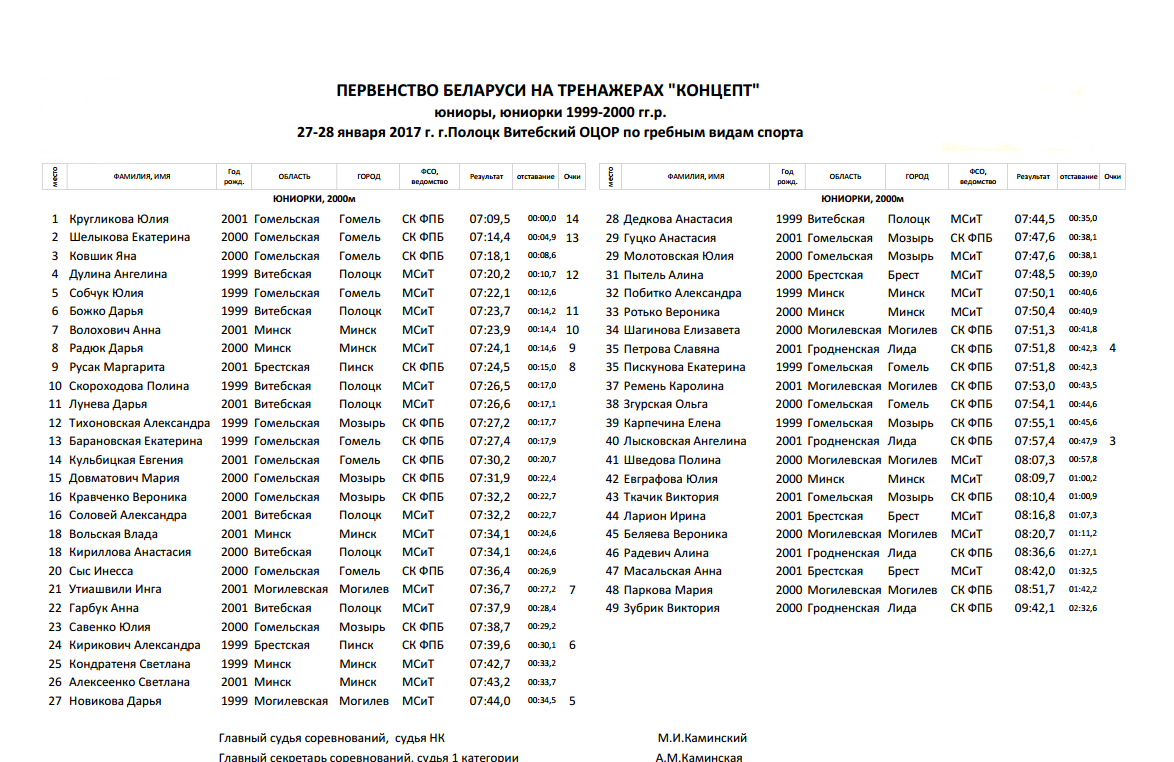 ПЕРВЕНСТВО БЕЛАРУСИ НА ТРЕНАЖЕРАХ "КОНЦЕПТ"
юниоры, юниорки 1999-2000 гг.р.
27-28 января 2017 г. г.Полоцк Витебский ОЦОР по гребным видам спорта
место ФАМИЛИЯ, ИМЯ Год рожд. ОБЛАСТЬ ГОРОД ФСО, ведомство Результат отставание Очки
ЮНИОРКИ, 2000м
1 Кругликова Юлия 2001 Гомельская Гомель СК ФПБ 07:09,5 00:00,0 14
2 Шелыкова Екатерина 2000 Гомельская Гомель СК ФПБ 07:14,4 00:04,9 13
3 Ковшик Яна 2000 Гомельская Гомель СК ФПБ 07:18,1 00:08,6
4 Дулина Ангелина 1999 Витебская Полоцк МСиТ 07:20,2 00:10,7 12
5 Собчук Юлия 1999 Гомельская Гомель МСиТ 07:22,1 00:12,6
6 Божко Дарья 1999 Витебская Полоцк МСиТ 07:23,7 00:14,2 11
7 Волохович Анна 2001 Минск Минск МСиТ 07:23,9 00:14,4 10
8 Радюк Дарья 2000 Минск Минск МСиТ 07:24,1 00:14,6 9
9 Русак Маргарита 2001 Брестская Пинск СК ФПБ 07:24,5 00:15,0 8
10 Скороходова Полина 1999 Витебская Полоцк МСиТ 07:26,5 00:17,0
11 Лунева Дарья 2001 Витебская Полоцк МСиТ 07:26,6 00:17,1
12 Тихоновская Александра 1999 Гомельская Мозырь СК ФПБ 07:27,2 00:17,7
13 Барановская Екатерина 1999 Гомельская Гомель СК ФПБ 07:27,4 00:17,9
14 Кульбицкая Евгения 2001 Гомельская Гомель СК ФПБ 07:30,2 00:20,7
15 Довматович Мария 2000 Гомельская Мозырь СК ФПБ 07:31,9 00:22,4
16 Кравченко Вероника 2000 Гомельская Мозырь СК ФПБ 07:32,2 00:22,7
16 Соловей Александра 2001 Витебская Полоцк МСиТ 07:32,2 00:22,7
18 Вольская Влада 2001 Минск Минск МСиТ 07:34,1 00:24,6
18 Кириллова Анастасия 2000 Витебская Полоцк МСиТ 07:34,1 00:24,6
20 Сыс Инесса 2000 Гомельская Гомель СК ФПБ 07:36,4 00:26,9
21 Утиашвили Инга 2001 Могилевская Могилев МСиТ 07:36,7 00:27,2 7
22 Гарбук Анна 2001 Витебская Полоцк МСиТ 07:37,9 00:28,4
23 Савенко Юлия 2000 Гомельская Мозырь СК ФПБ 07:38,7 00:29,2
24 Кирикович Александра 1999 Брестская Пинск СК ФПБ 07:39,6 00:30,1 6
25 Кондратеня Светлана 1999 Минск Минск МСиТ 07:42,7 00:33,2
26 Алексеенко Светлана 2001 Минск Минск МСиТ 07:43,2 00:33,7
27 Новикова Дарья 1999 Могилевская Могилев МСиТ 07:44,0 00:34,5 5
место ФАМИЛИЯ, ИМЯ Год рожд. ОБЛАСТЬ ГОРОД ФСО, ведомство Результат отставание Очки
ЮНИОРКИ, 2000м
28 Дедкова Анастасия 1999 Витебская Полоцк МСиТ 07:44,5 00:35,0
29 Гуцко Анастасия 2001 Гомельская Мозырь СК ФПБ 07:47,6 00:38,1
29 Молотовская Юлия 2000 Гомельская Мозырь СК ФПБ 07:47,6 00:38,1
31 Пытель Алина 2000 Брестская Брест МСиТ 07:48,5 00:39,0
32 Побитко Александра 1999 Минск Минск МСиТ 07:50,1 00:40,6
33 Ротько Вероника 2000 Минск Минск МСиТ 07:50,4 00:40,9
34 Шагинова Елизавета 2000 Могилевская Могилев СК ФПБ 07:51,3 00:41,8
35 Петрова Славяна 2001 Гродненская Лида СК ФПБ 07:51,8 00:42,3 4
35 Пискунова Екатерина 1999 Гомельская Гомель СК ФПБ 07:51,8 00:42,3
37 Ремень Каролина 2001 Могилевская Могилев СК ФПБ 07:53,0 00:43,5
38 Згурская Ольга 2000 Гомельская Гомель СК ФПБ 07:54,1 00:44,6
39 Карпечина Елена 1999 Гомельская Мозырь СК ФПБ 07:55,1 00:45,6
40 Лысковская Ангелина 2001 Гродненская Лида СК ФПБ 07:57,4 00:47,9 3
41 Шведова Полина 2000 Могилевская Могилев МСиТ 08:07,3 00:57,8
42 Евграфова Юлия 2000 Минск Минск МСиТ 08:09,7 01:00,2
43 Ткачик Виктория 2001 Гомельская Мозырь СК ФПБ 08:10,4 01:00,9
44 Ларион Ирина 2001 Брестская Брест МСиТ 08:16,8 01:07,3
45 Беляева Вероника 2000 Могилевская Могилев МСиТ 08:20,7 01:11,2
46 Радевич Алина 2001 Гродненская Лида СК ФПБ 08:36,6 01:27,1
47 Масальская Анна 2001 Брестская Брест МСиТ 08:42,0 01:32,5
48 Паркова Мария 2000 Могилевская Могилев СК ФПБ 08:51,7 01:42,2
49 Зубрик Виктория 2000 Гродненская Лида СК ФПБ 09:42,1 02:32,6
Главный судья соревнований, судья НК М.И.Каминский
Главный секретарь соревнований, судья 1 категории А.М.Каминская